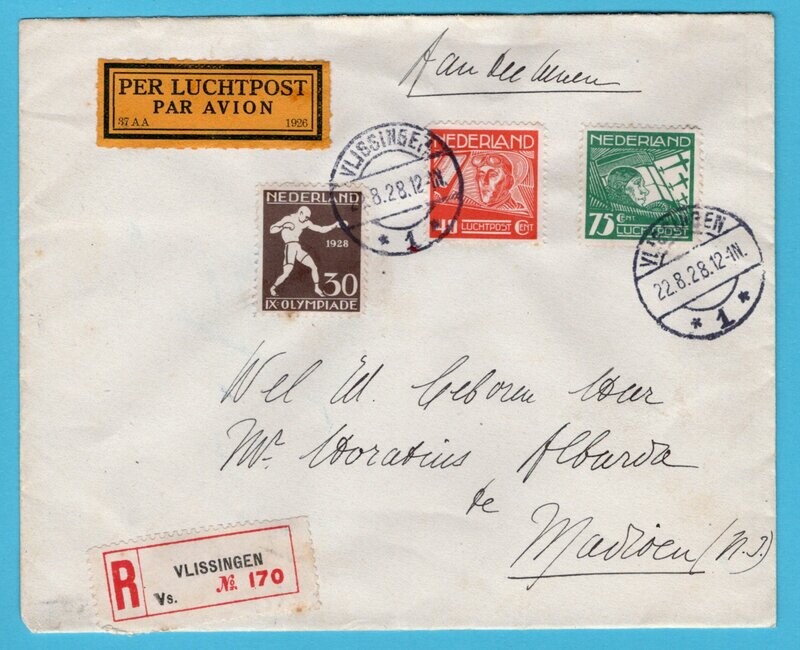 PER LUCHTPOST
PAR AVION
37 AA 1926
Aan den
VLISSINGEN
22.8.28.12-1N.
* 1 *
NEDERLAND
LUCHTPOST CENT
NEDERLAND
75 CENT
LUCHTPOST
VLISSINGEN
22.8.28.12-1N.
* 1 *
NEDERLAND
1928
30
IX OLYMPIADE
Wel Ed. Geboren Heer
Mr. Horatius Albarda
te
Madioen (N.I.)
R
VLISSINGEN
Vs. No. 170